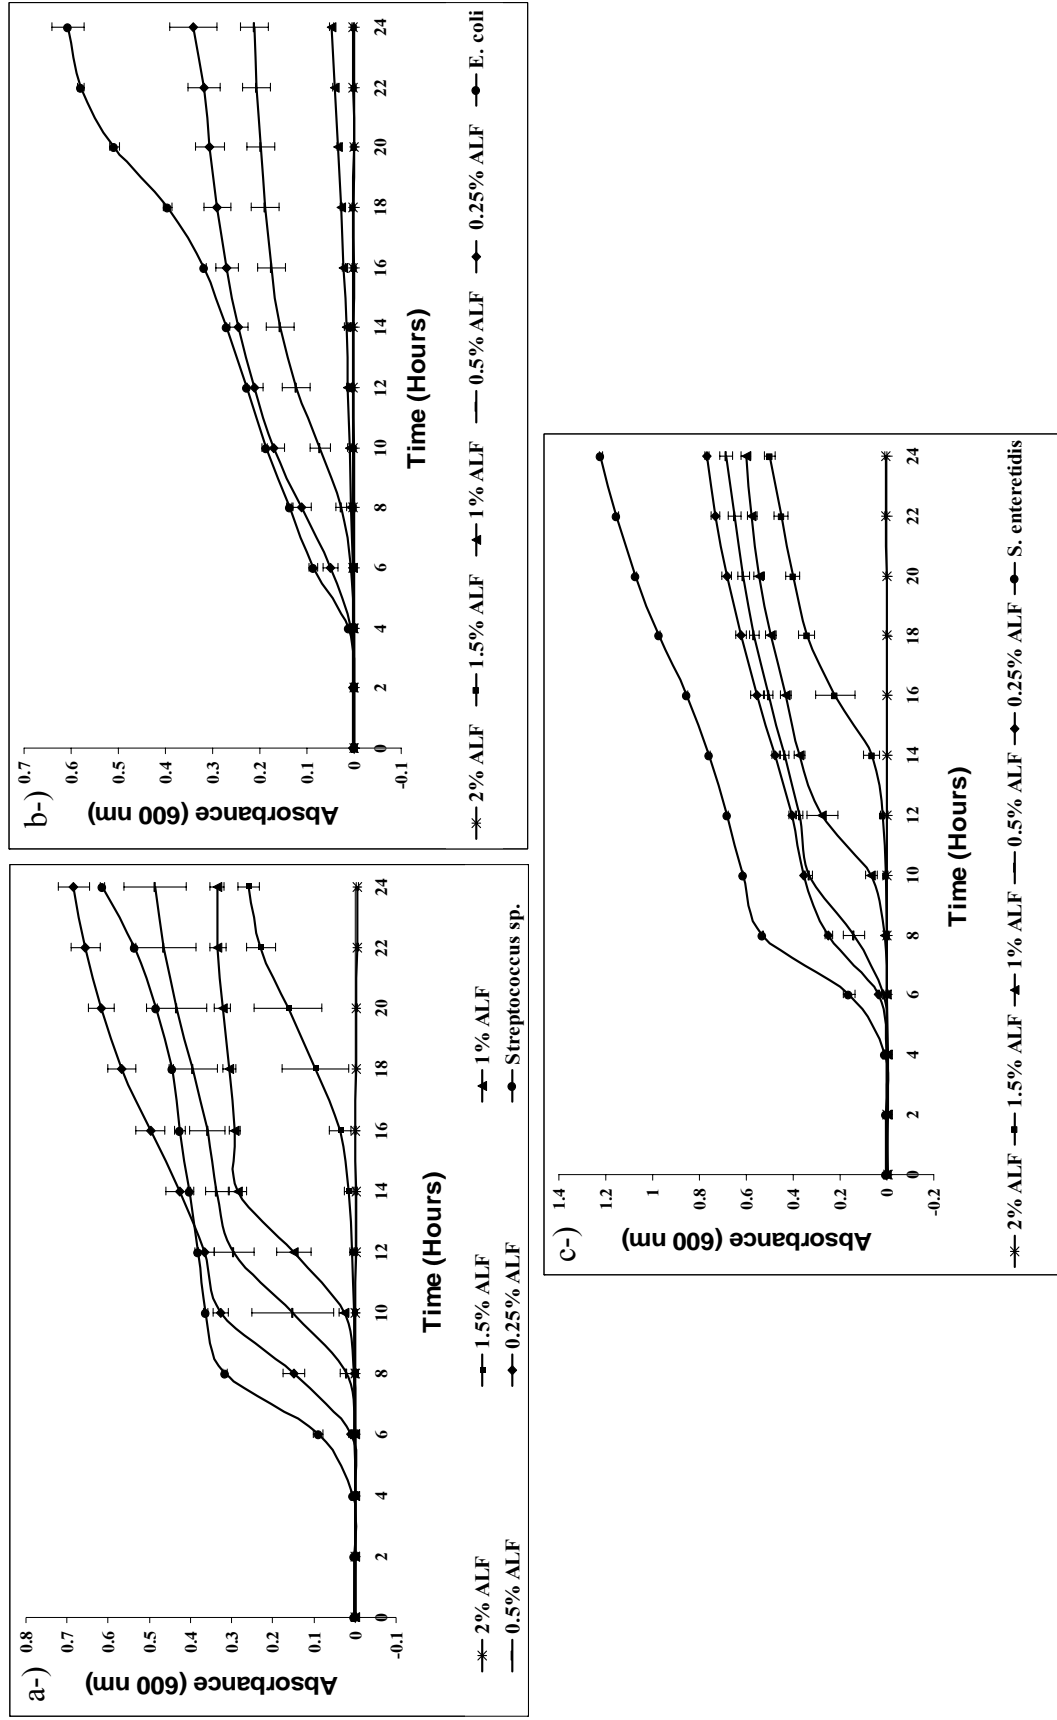 a-)
Absorbance (600 nm)
0.8
0.7
0.6
0.5
0.4
0.3
0.2
0.1
0
-0.1
0 2 4 6 8 10 12 14 16 18 20 22 24
Time (Hours)
2% ALF 1.5% ALF 1% ALF
0.5% ALF 0.25% ALF Streptococcus sp.
b-)
Absorbance (600 nm)
0.7
0.6
0.5
0.4
0.3
0.2
0.1
0
-0.1
0 2 4 6 8 10 12 14 16 18 20 22 24
Time (Hours)
2% ALF 1.5% ALF 1% ALF 0.5% ALF 0.25% ALF E. coli
c-)
Absorbance (600 nm)
1.4
1.2
1
0.8
0.6
0.4
0.2
0
-0.2
0 2 4 6 8 10 12 14 16 18 20 22 24
Time (Hours)
2% ALF 1.5% ALF 1% ALF 0.5% ALF 0.25% ALF S. enteretidis